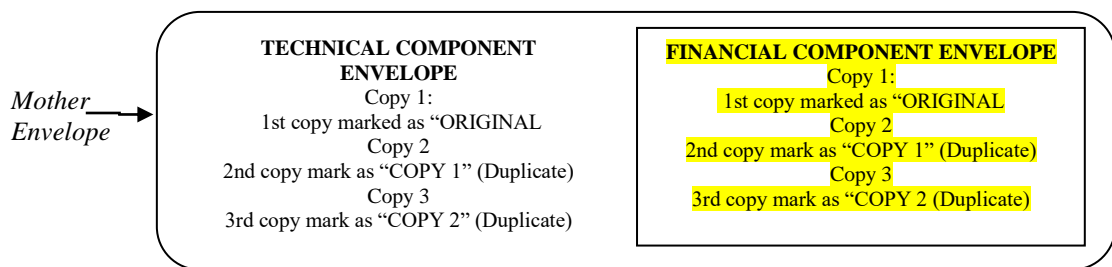 Mother
Envelope
TECHNICAL COMPONENT
ENVELOPE
Copy 1:
1st copy marked as “ORIGINAL
Copy 2
2nd copy mark as “COPY 1” (Duplicate)
Copy 3
3rd copy mark as “COPY 2” (Duplicate)
FINANCIAL COMPONENT ENVELOPE
Copy 1:
1st copy marked as “ORIGINAL
Copy 2
2nd copy mark as “COPY 1” (Duplicate)
Copy 3
3rd copy mark as “COPY 2 (Duplicate)